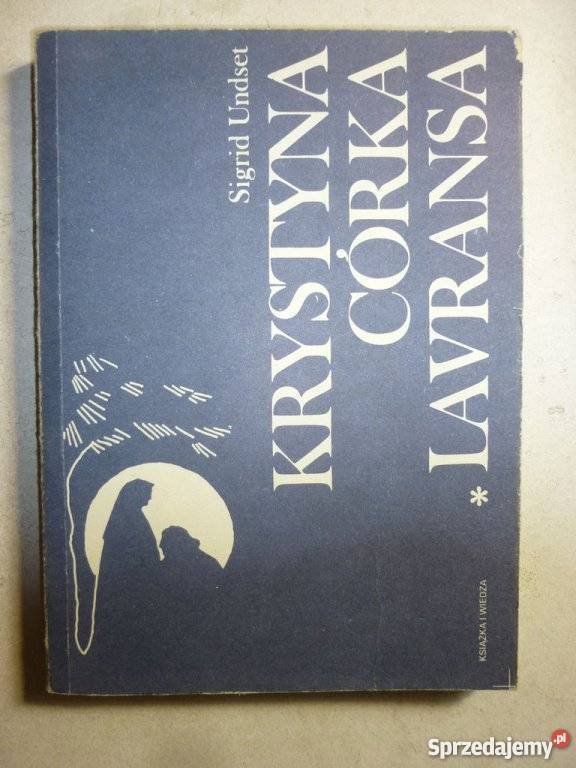 Sigrid Undset
KRYSTYNA
CÓRKA
* LAVRANSA
KSIĄŻKA I WIEDZA
Sprzedajemy.pl